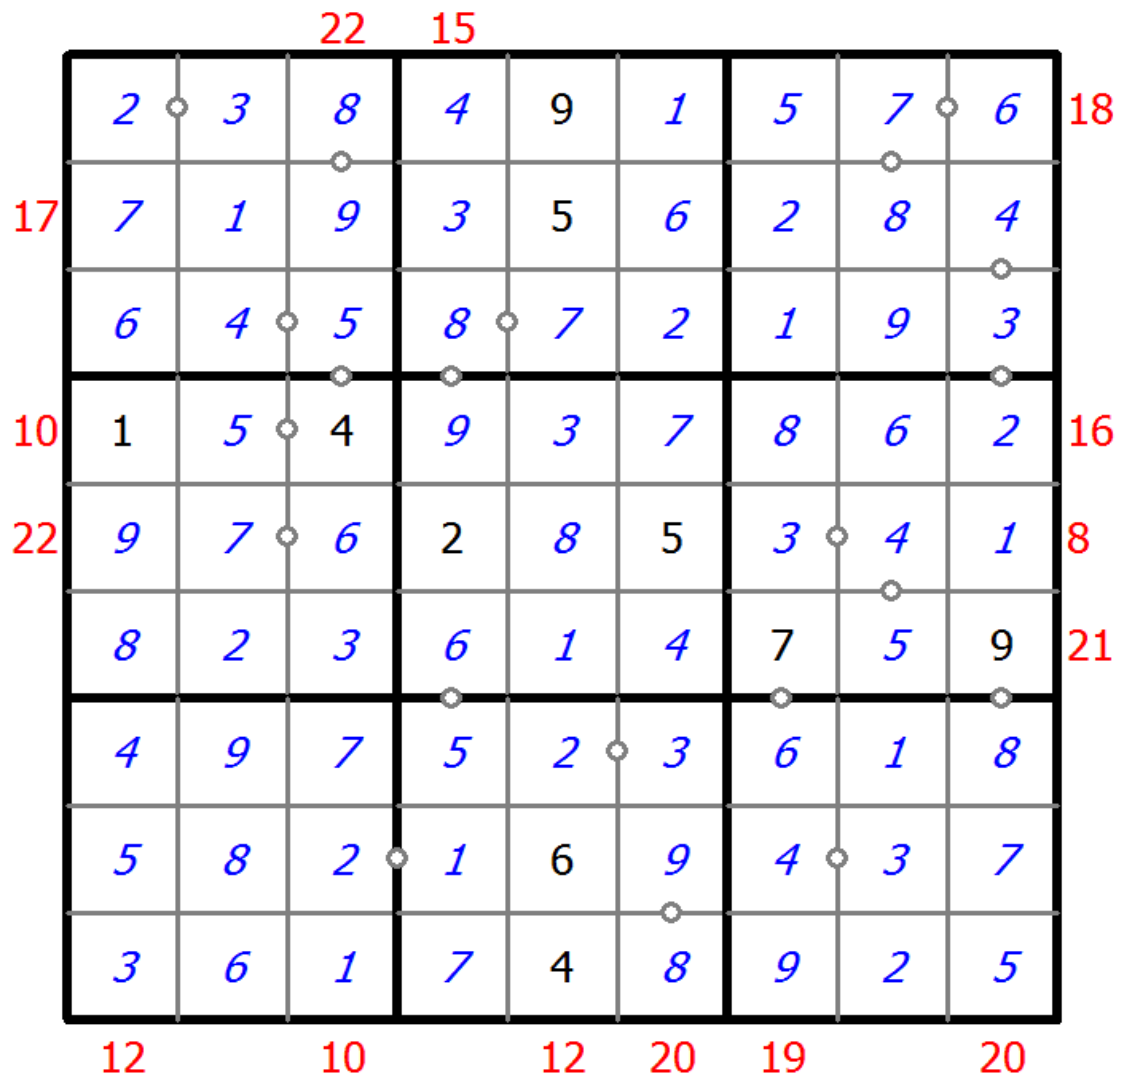 22 15
2 3 8 4 9 1 5 7 6 18
17 7 1 9 3 5 6 2 8 4
6 4 5 8 7 2 1 9 3
10 1 5 4 9 3 7 8 6 2 16
22 9 7 6 2 8 5 3 4 1 8
8 2 3 6 1 4 7 5 9 21
4 9 7 5 2 3 6 1 8
5 8 2 1 6 9 4 3 7
3 6 1 7 4 8 9 2 5
12 10 12 20 19 20